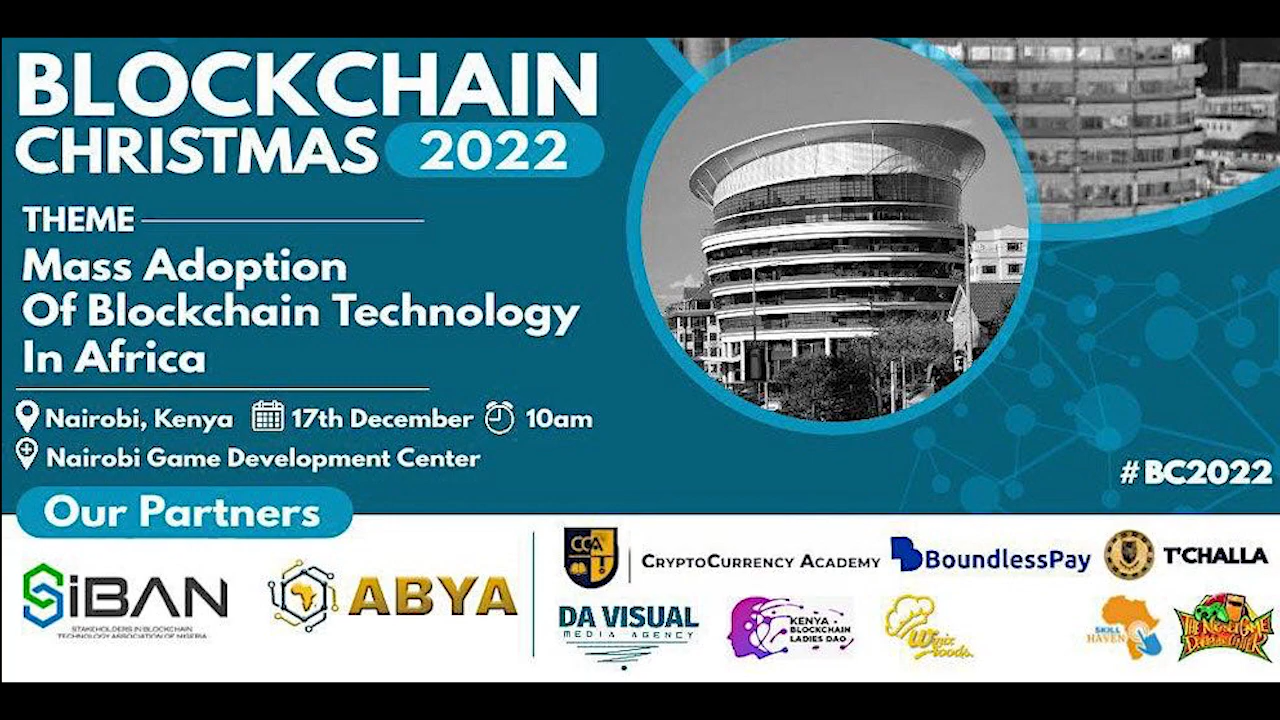 BLOCKCHAIN
CHRISTMAS 2022
THEME
Mass Adoption
Of Blockchain Technology
In Africa
Nairobi, Kenya 17th December 10am
Nairobi Game Development Center
#BC2022
Our Partners
SiBAN
STAKEHOLDERS IN BLOCKCHAIN
TECHNOLOGY ASSOCIATION OF NIGERIA
ABYA
CCA
CRYPTOCURRENCY ACADEMY
BoundlessPay
T'CHALLA
DA VISUAL
MEDIA AGENCY
KENYA
BLOCKCHAIN
LADIES DAO
foods
SKILL
HAVEN